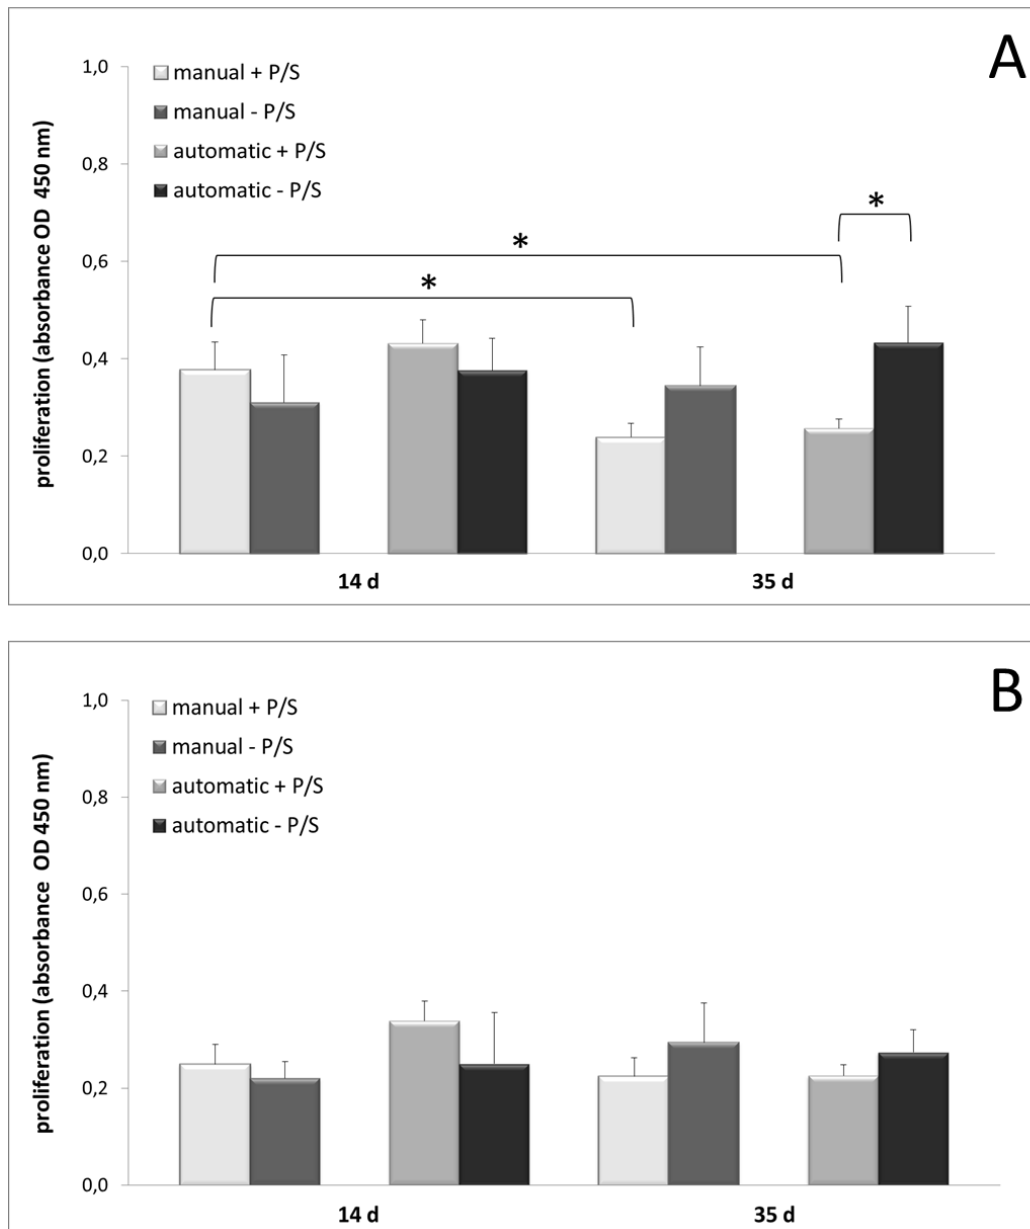 A
1,0
0,8
0,6
0,4
0,2
0,0
proliferation (absorbance OD 450 nm)
manual + P/S
manual - P/S
automatic + P/S
automatic - P/S
*
*
*
14 d
35 d
B
1,0
0,8
0,6
0,4
0,2
0,0
proliferation (absorbance OD 450 nm)
manual + P/S
manual - P/S
automatic + P/S
automatic - P/S
14 d
35 d